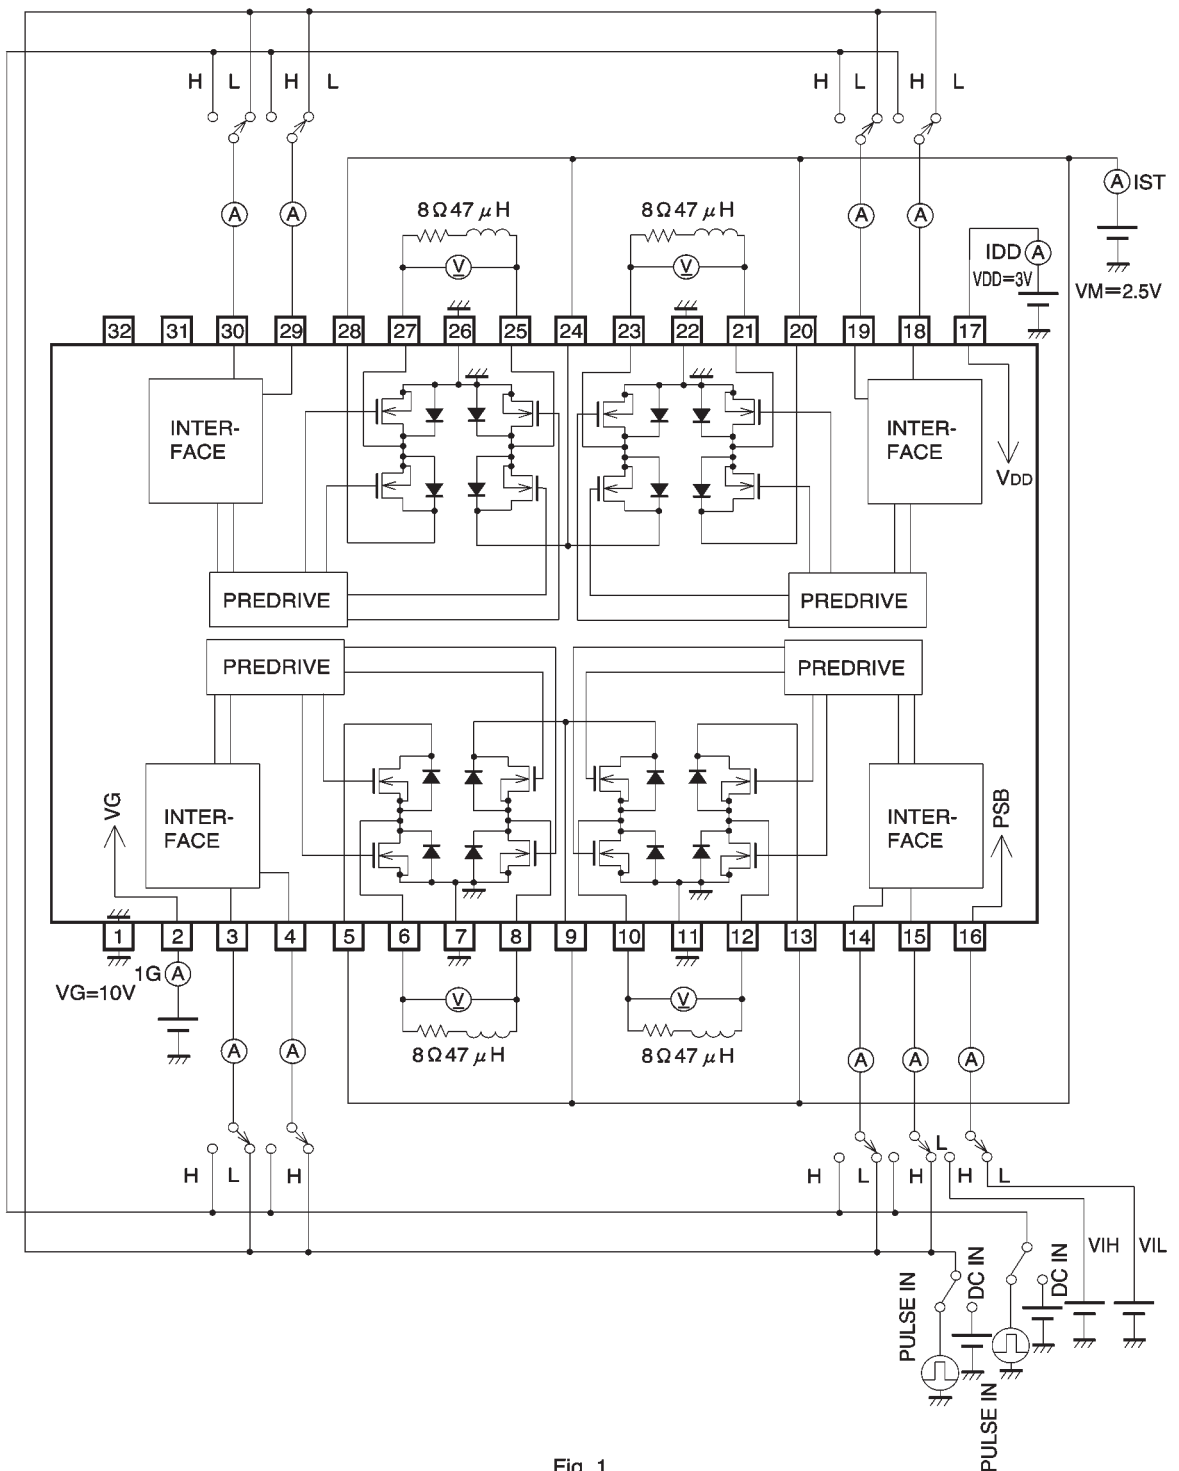 H L H L H L H L
A A A A
A IST
8Ω47μH 8Ω47μH
V V
IDD A
VDD=3V
VM=2.5V
32 31 30 29 28 27 26 25 24 23 22 21 20 19 18 17
INTER-
FACE
INTER-
FACE
VDD
PREDRIVE PREDRIVE
PREDRIVE PREDRIVE
VG
INTER-
FACE
INTER-
FACE
PSB
1 2 3 4 5 6 7 8 9 10 11 12 13 14 15 16
1G A
VG=10V
V V
8Ω47μH 8Ω47μH
A A A A A
H L H H L H L H L
VIH VIL
PULSE IN DC IN
PULSE IN DC IN
Fig. 1